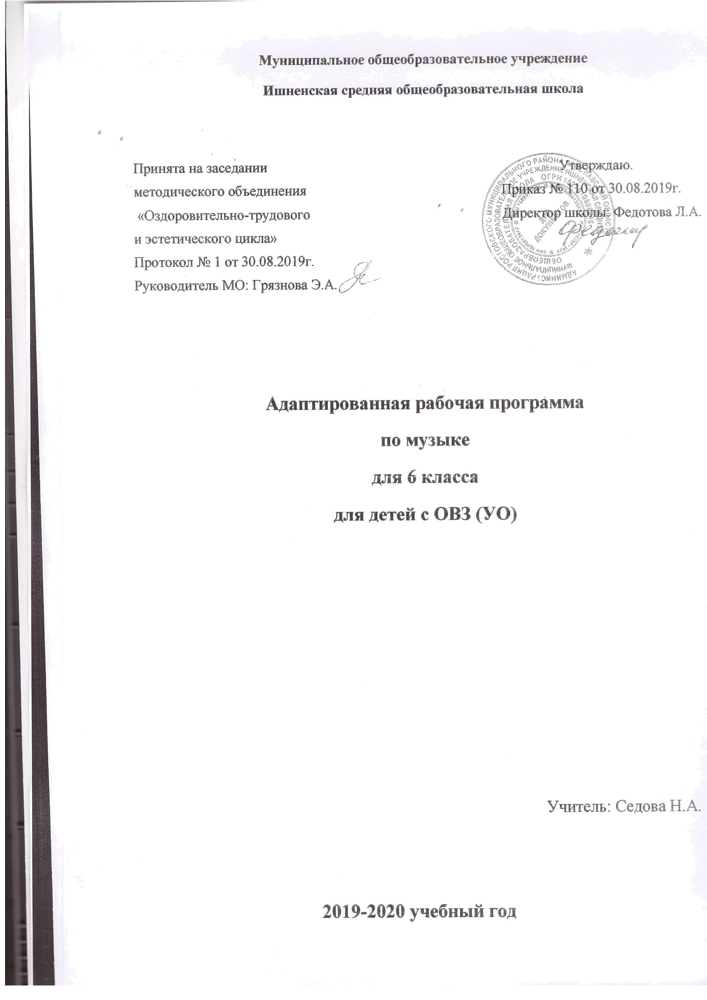 Муниципальное общеобразовательное учреждение
Ишненская средняя общеобразовательная школа
Принята на заседании
методического объединения
«Оздоровительно-трудового
и эстетического цикла»
Протокол № 1 от 30.08.2019г.
Руководитель МО: Грязнова Э.А.
Утверждаю.
Приказ № 110 от 30.08.2019г.
Директор школы: Федотова Л.А.
ДЛЯ
ДОКУМЕНТОВ
Адаптированная рабочая программа
по музыке
для 6 класса
для детей с ОВЗ (УО)
Учитель: Седова Н.А.
2019-2020 учебный год